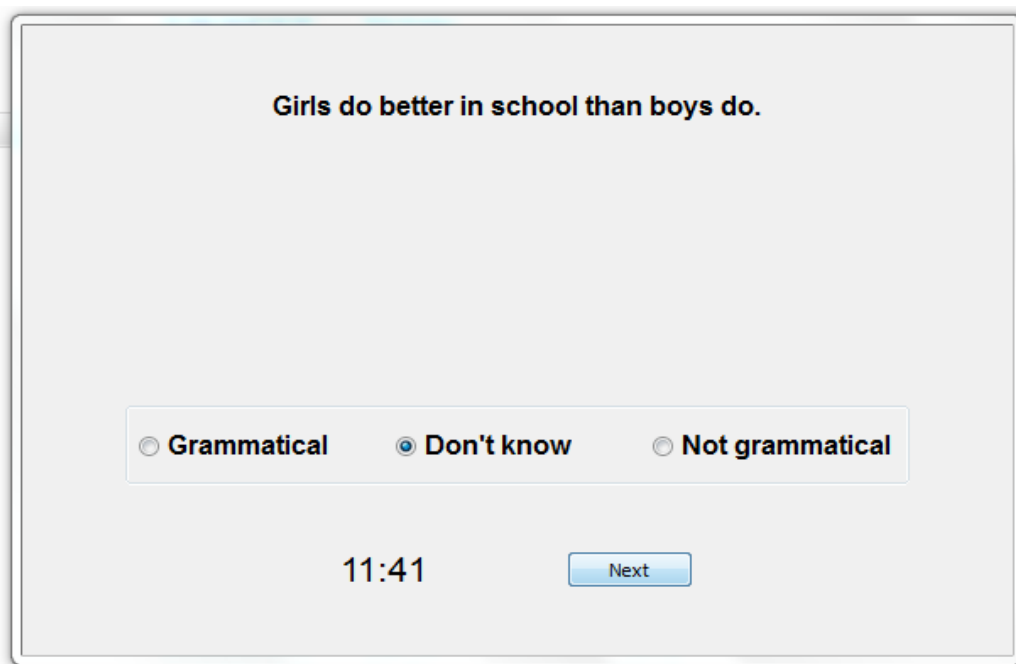 Girls do better in school than boys do.
Grammatical Don't know Not grammatical
11:41 Next